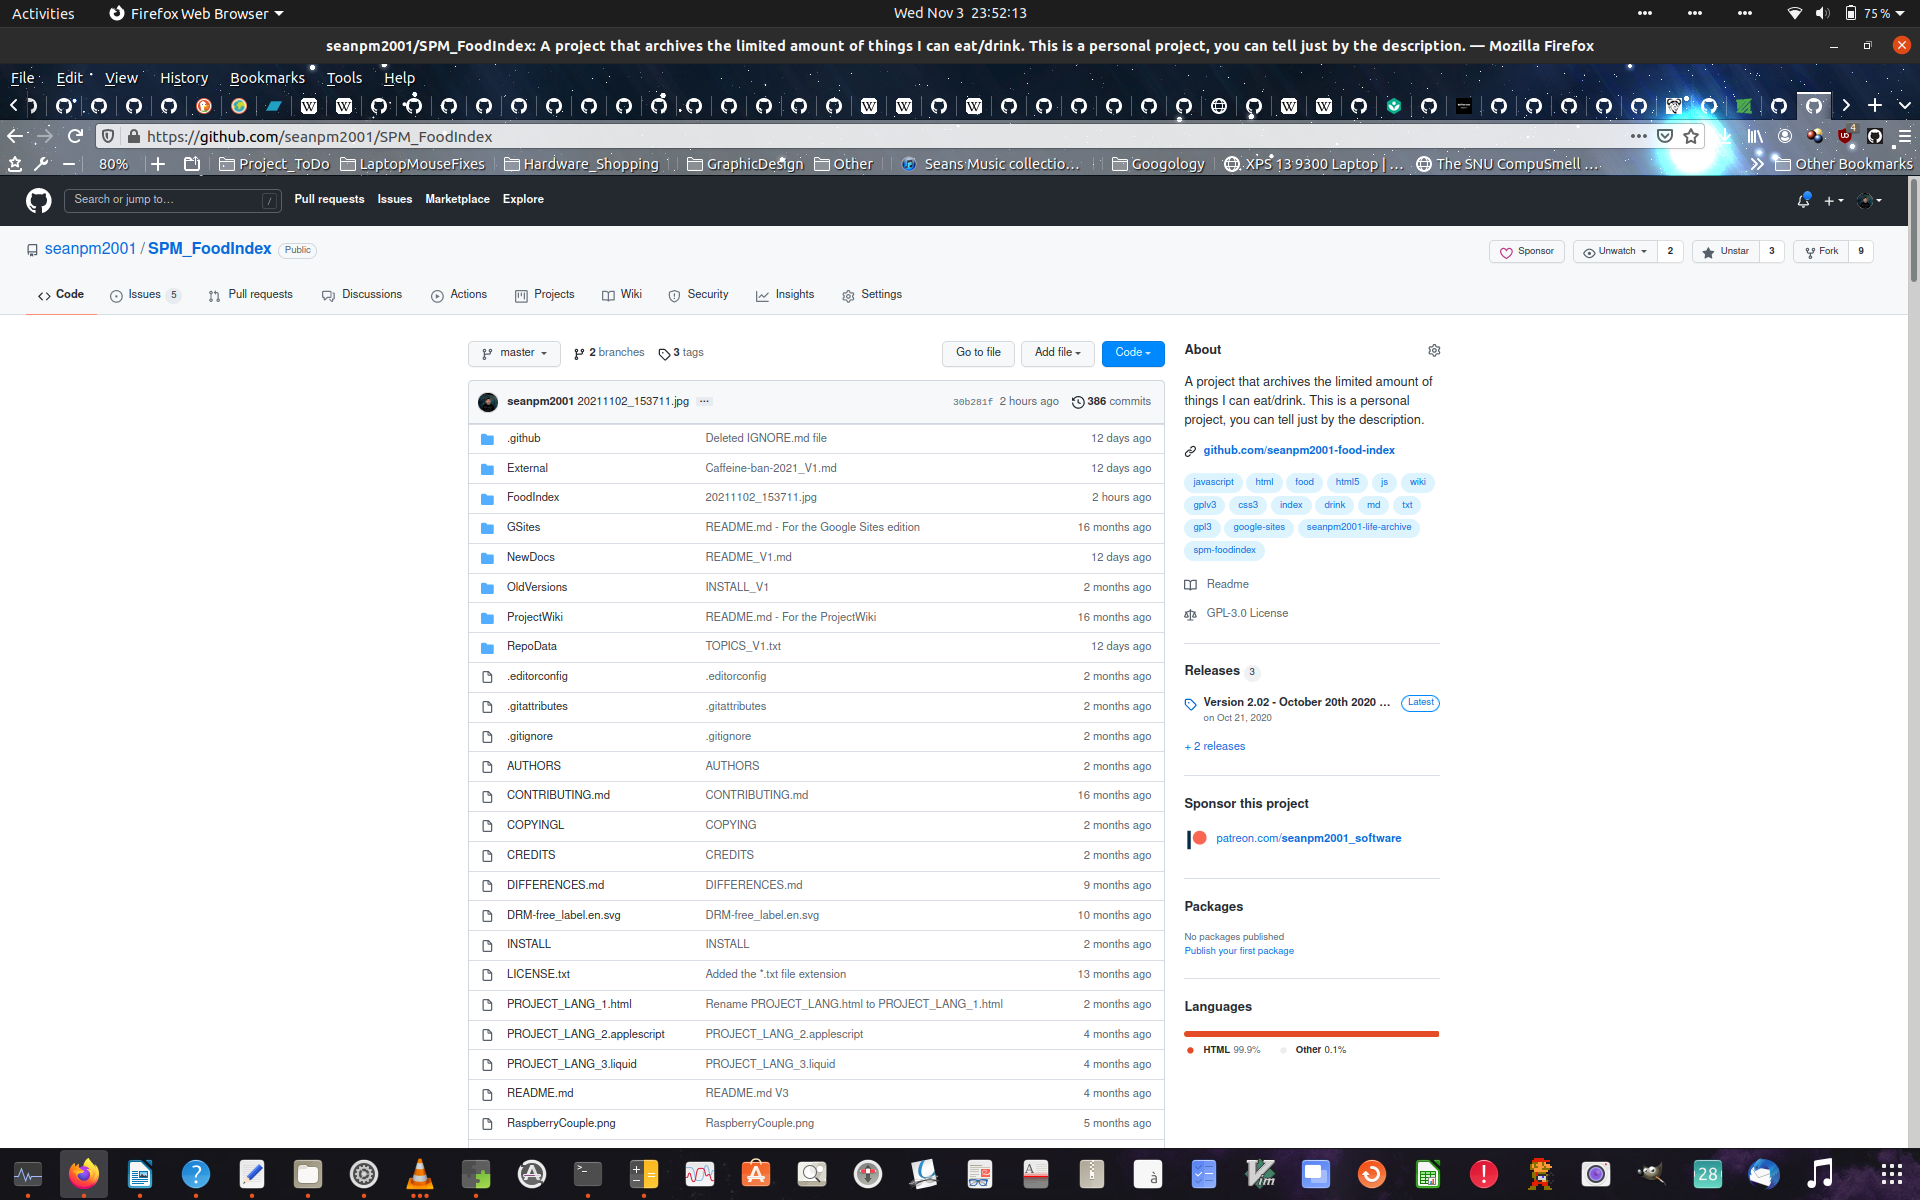 Activities Firefox Web Browser Wed Nov 3 23:52:13 75 %
seanpm2001/SPM_FoodIndex: A project that archives the limited amount of things I can eat/drink. This is a personal project, you can tell just by the description. — Mozilla Firefox
File Edit View History Bookmarks Tools Help
https://github.com/seanpm2001/SPM_FoodIndex
80% Project_ToDo LaptopMouseFixes Hardware_Shopping GraphicDesign Other Seans Music collectio… Googology XPS 13 9300 Laptop | … The SNU CompuSmell … Other Bookmarks
Search or jump to… / Pull requests Issues Marketplace Explore
seanpm2001 / SPM_FoodIndex Public Sponsor Unwatch 2 Unstar 3 Fork 9
Code Issues 5 Pull requests Discussions Actions Projects Wiki Security Insights Settings
master 2 branches 3 tags Go to file Add file Code
seanpm2001 20211102_153711.jpg ... 30b281f 2 hours ago 386 commits
.github Deleted IGNORE.md file 12 days ago
External Caffeine-ban-2021_V1.md 12 days ago
FoodIndex 20211102_153711.jpg 2 hours ago
GSites README.md - For the Google Sites edition 16 months ago
NewDocs README_V1.md 12 days ago
OldVersions INSTALL_V1 2 months ago
ProjectWiki README.md - For the ProjectWiki 16 months ago
RepoData TOPICS_V1.txt 12 days ago
.editorconfig .editorconfig 2 months ago
.gitattributes .gitattributes 2 months ago
.gitignore .gitignore 2 months ago
AUTHORS AUTHORS 2 months ago
CONTRIBUTING.md CONTRIBUTING.md 16 months ago
COPYINGL COPYING 2 months ago
CREDITS CREDITS 2 months ago
DIFFERENCES.md DIFFERENCES.md 9 months ago
DRM-free_label.en.svg DRM-free_label.en.svg 10 months ago
INSTALL INSTALL 2 months ago
LICENSE.txt Added the *.txt file extension 13 months ago
PROJECT_LANG_1.html Rename PROJECT_LANG.html to PROJECT_LANG_1.html 2 months ago
PROJECT_LANG_2.applescript PROJECT_LANG_2.applescript 4 months ago
PROJECT_LANG_3.liquid PROJECT_LANG_3.liquid 4 months ago
README.md README.md V3 4 months ago
RaspberryCouple.png RaspberryCouple.png 5 months ago
About
A project that archives the limited amount of
things I can eat/drink. This is a personal
project, you can tell just by the description.
github.com/seanpm2001-food-index
javascript html food html5 js wiki
gplv3 css3 index drink md txt
gpl3 google-sites seanpm2001-life-archive
spm-foodindex
Readme
GPL-3.0 License
Releases 3
Version 2.02 - October 20th 2020 ... Latest
on Oct 21, 2020
+ 2 releases
Sponsor this project
patreon.com/seanpm2001_software
Packages
No packages published
Publish your first package
Languages
HTML 99.9% Other 0.1%
28